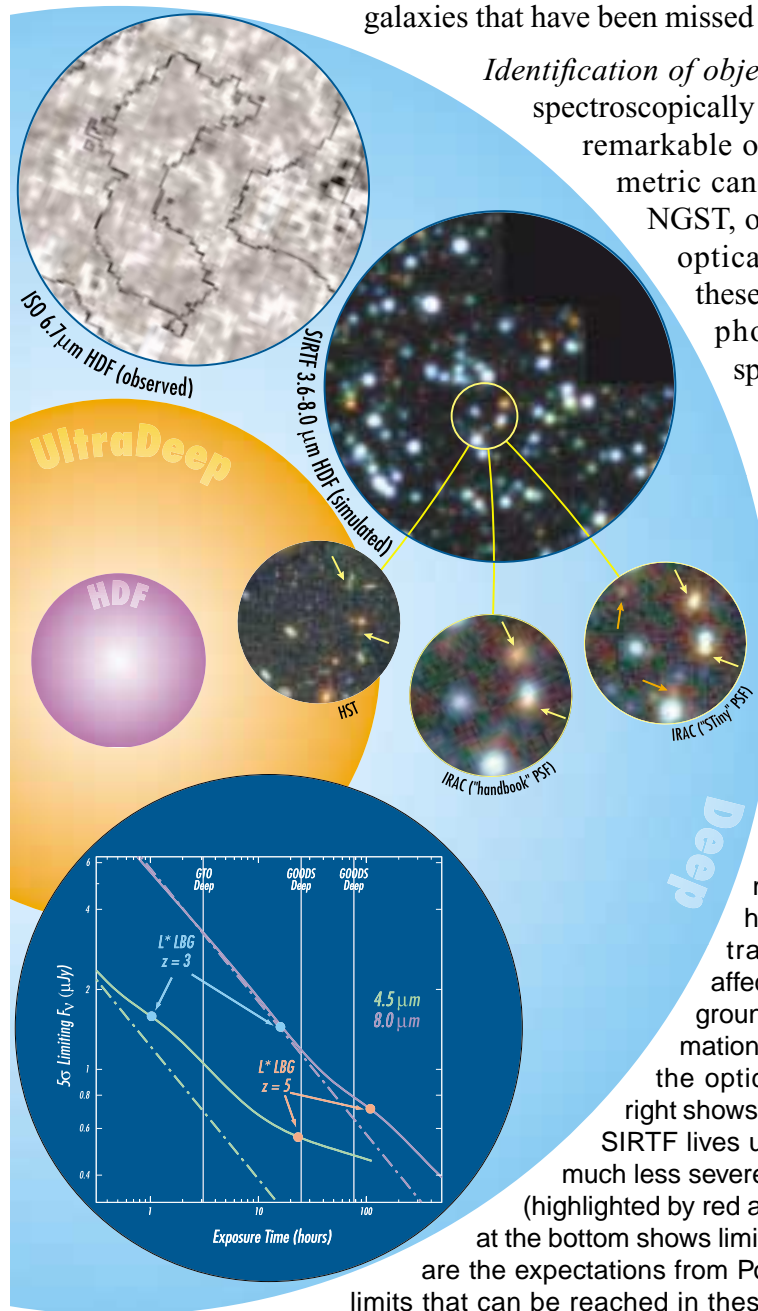 galaxies that have been missed
Identification of obje
spectroscopically
remarkable o
metric can
NGST, o
optica
these
pho
sp
ISO 6.7μm HDF (observed)
SIRTF 3.6-8.0 μm HDF (simulated)
UltraDeep
HDF
HST
IRAC ("handbook" PSF)
IRAC ("STiny" PSF)
Deep
6
4
2
1
0.8
0.6
0.4
5σ Limiting Fν (μJy)
GTO
Deep
GOODS
Deep
GOODS
Deep
L* LBG
z = 3
4.5 μm
8.0 μm
L* LBG
z = 5
1
10
100
Exposure Time (hours)
h
tra
affec
groun
mation
the optic
right shows
SIRTF lives u
much less severe
(highlighted by red a
at the bottom shows limi
are the expectations from Po
limits that can be reached in thes